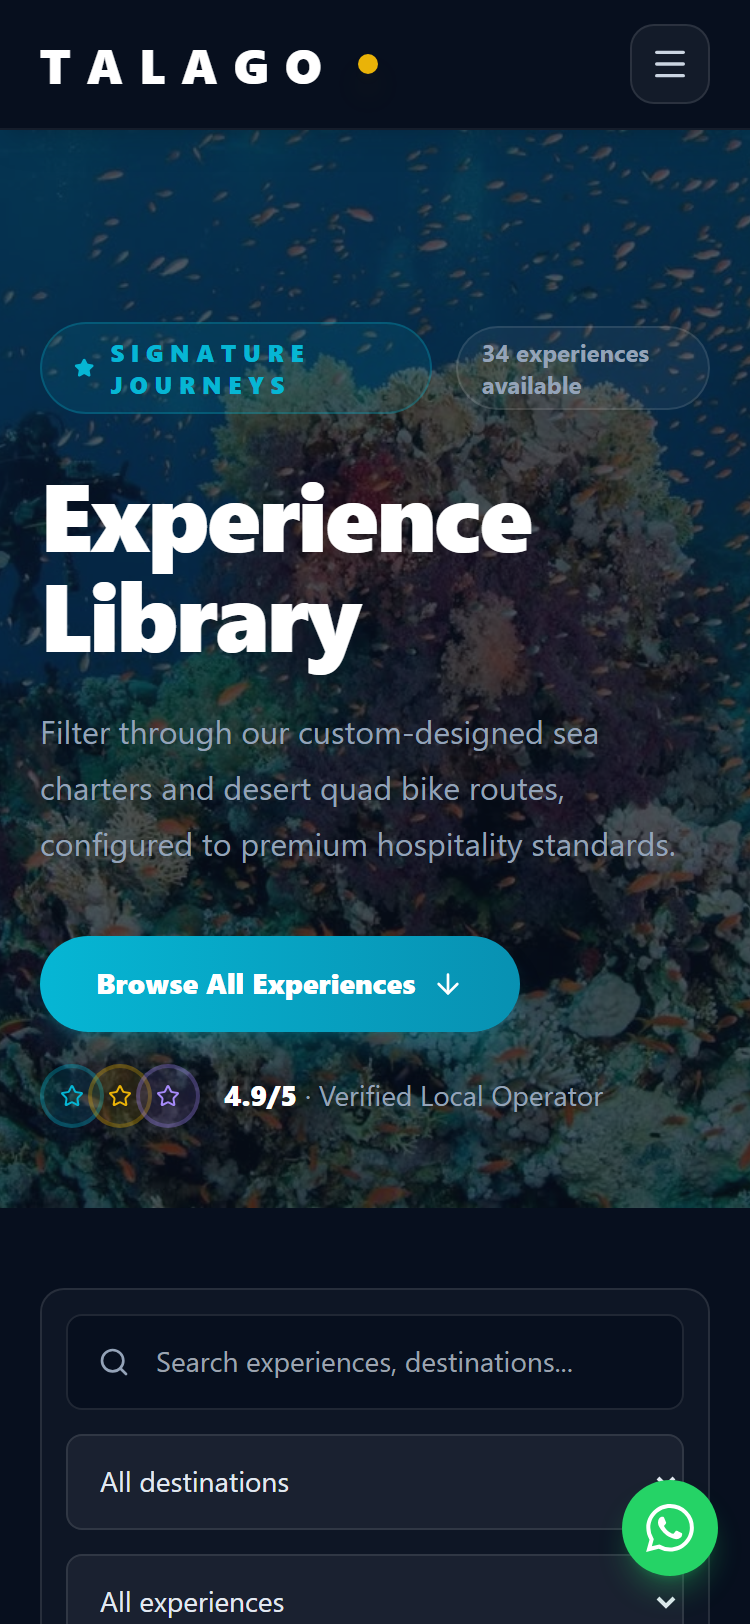 TALAGO
SIGNATURE
JOURNEYS
34 experiences
available
Experience
Library
Filter through our custom-designed sea
charters and desert quad bike routes,
configured to premium hospitality standards.
Browse All Experiences
4.9/5 · Verified Local Operator
Search experiences, destinations...
All destinations
All experiences